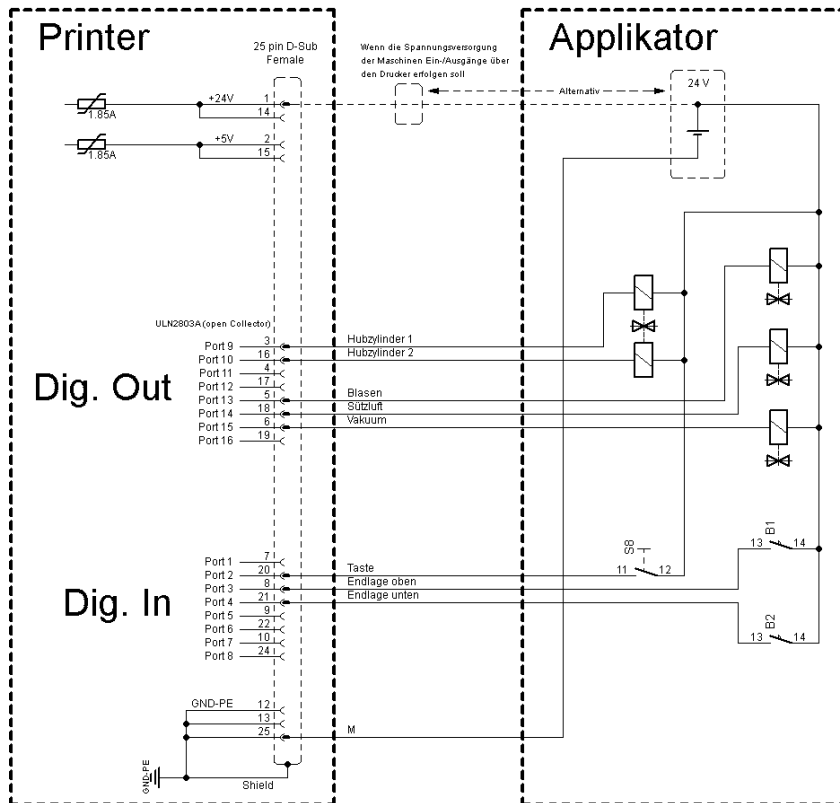 Printer
Applikator
25 pin D-Sub
Female
Wenn die Spannungsversorgung
der Maschinen Ein-/Ausgänge über
den Drucker erfolgen soll
Alternativ
24 V
+24V 1
14
1.85A
+5V 2
15
1.85A
ULN2803A (open Collector)
Dig. Out
Port 9 3 Hubzylinder 1
Port 10 16 Hubzylinder 2
Port 11 4
Port 12 17
Port 13 5 Blasen
Port 14 18 Sützluft
Port 15 6 Vakuum
Port 16 19
Dig. In
Port 1 7
Port 2 20 Taste
Port 3 8 Endlage oben
Port 4 21 Endlage unten
Port 5 9
Port 6 22
Port 7 10
Port 8 24
S8
11 12
B1
13 14
B2
13 14
GND-PE 12
13
25 M
GND-PE
Shield